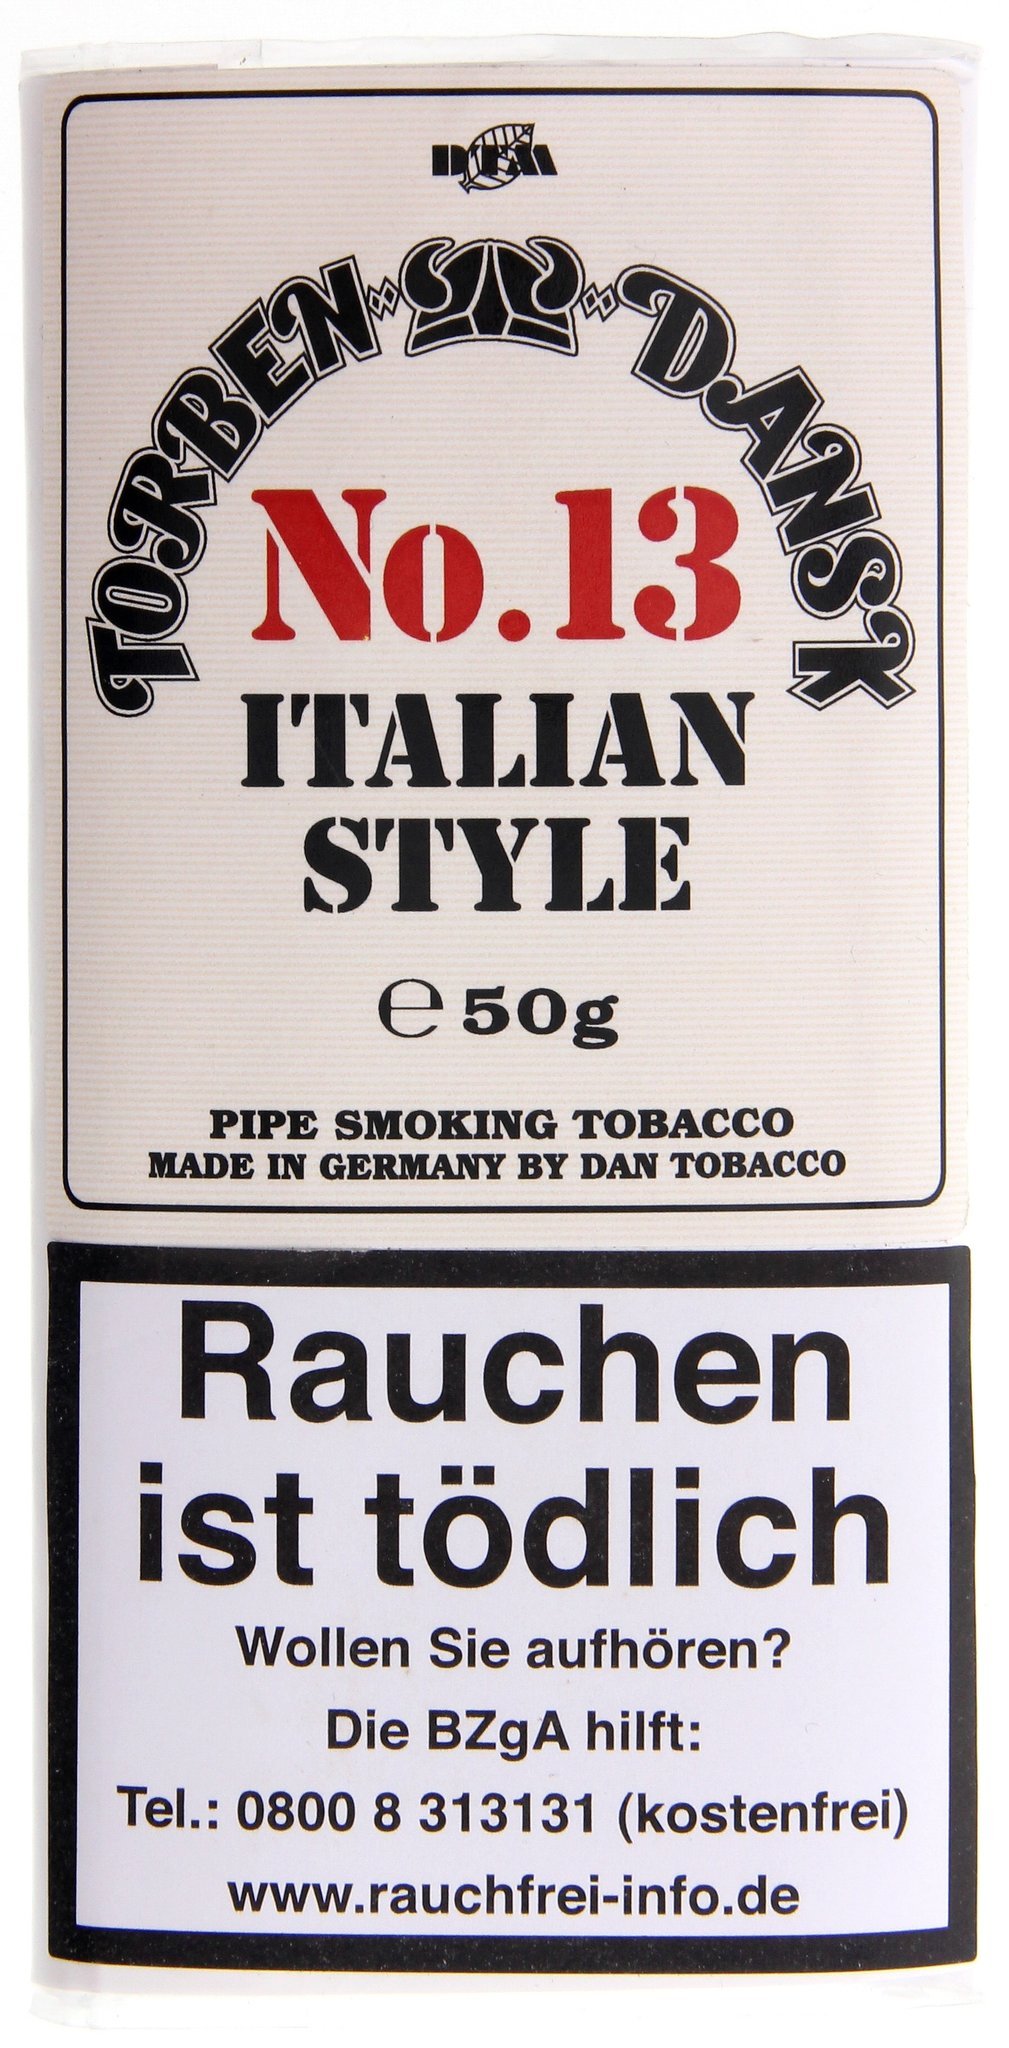 TORBEN DANSK
No.13
ITALIAN
STYLE
℮ 50g
PIPE SMOKING TOBACCO
MADE IN GERMANY BY DAN TOBACCO
Rauchen
ist tödlich
Wollen Sie aufhören?
Die BZgA hilft:
Tel.: 0800 8 313131 (kostenfrei)
www.rauchfrei-info.de